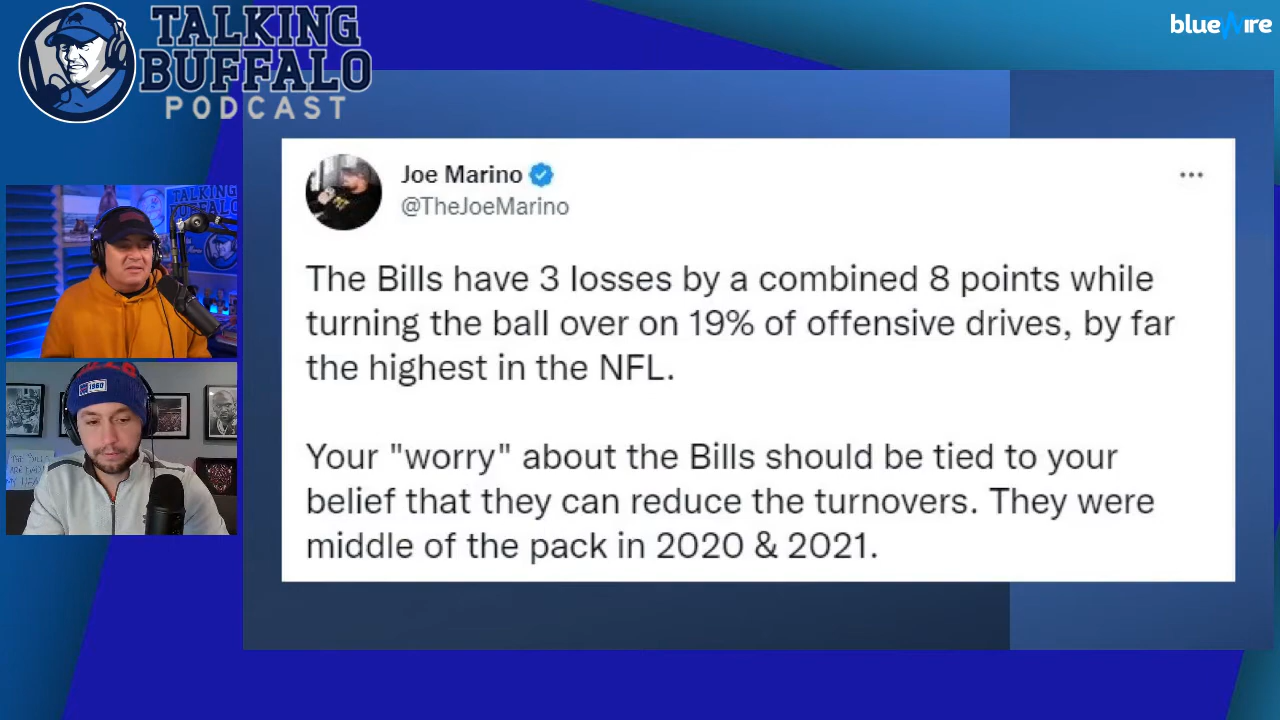 TALKING
BUFFALO
PODCAST
blueWire
Joe Marino
@TheJoeMarino
The Bills have 3 losses by a combined 8 points while
turning the ball over on 19% of offensive drives, by far
the highest in the NFL.
Your "worry" about the Bills should be tied to your
belief that they can reduce the turnovers. They were
middle of the pack in 2020 & 2021.
TALKING
BUFFALO
1960